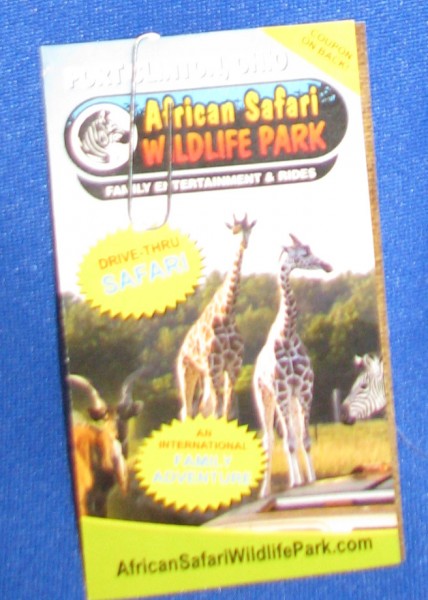 COUPON
ON BACK!
PORT CLINTON, OHIO
African Safari
WILDLIFE PARK
FAMILY ENTERTAINMENT & RIDES
DRIVE-THRU
SAFARI
AN
INTERNATIONAL
FAMILY
ADVENTURE
AfricanSafariWildlifePark.com